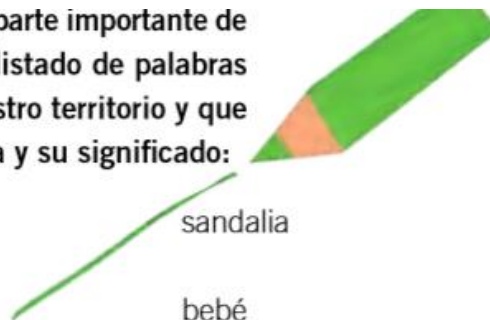 parte importante de
listado de palabras
stro territorio y que
a y su significado:
sandalia
bebé